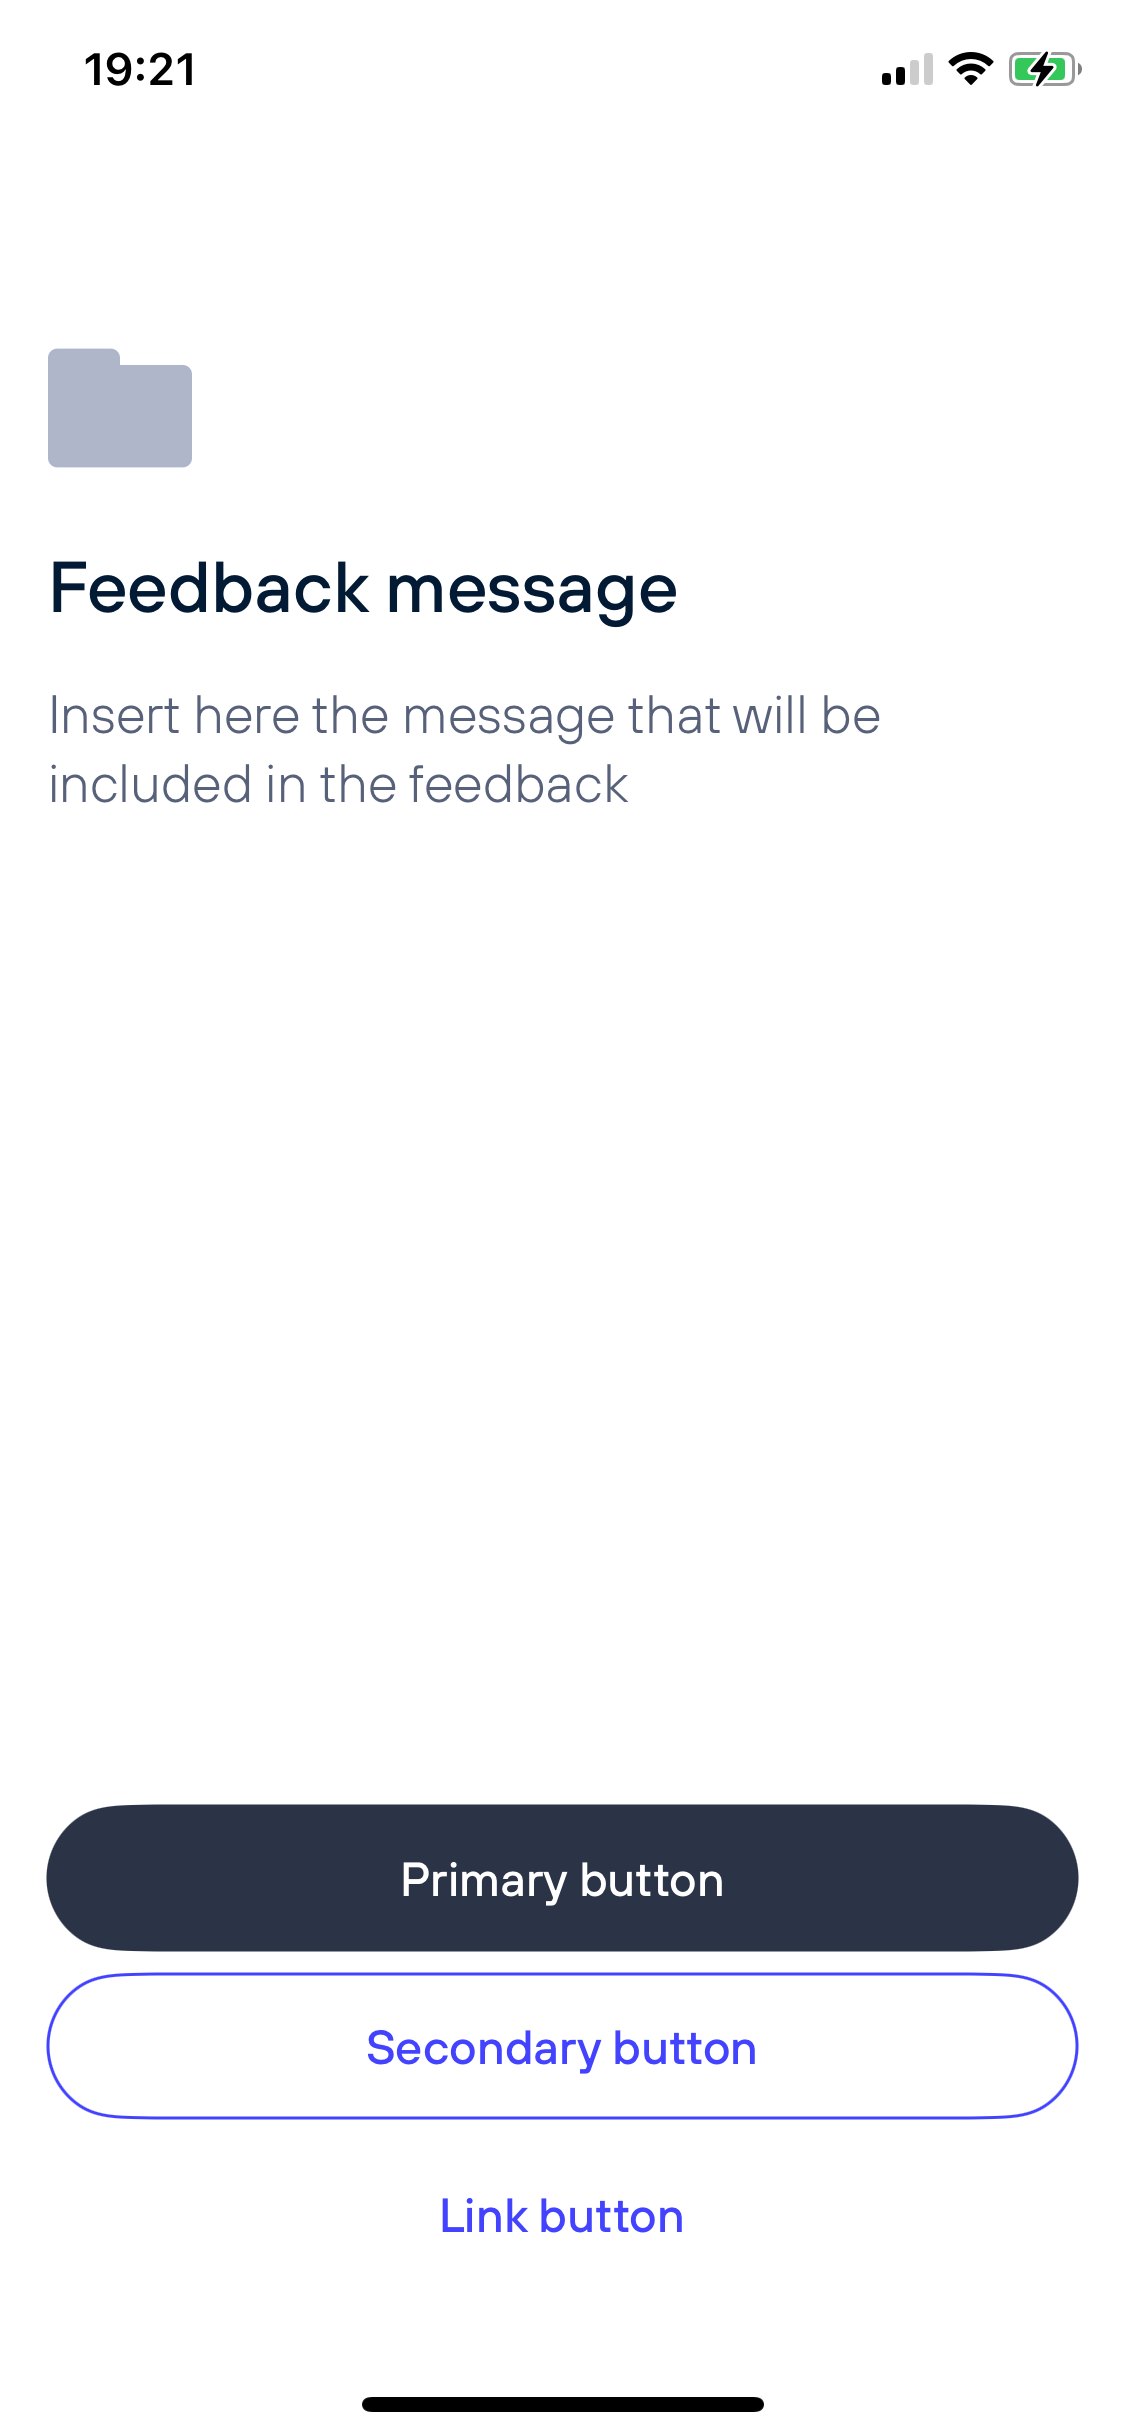 19:21
Feedback message
Insert here the message that will be
included in the feedback
Primary button
Secondary button
Link button